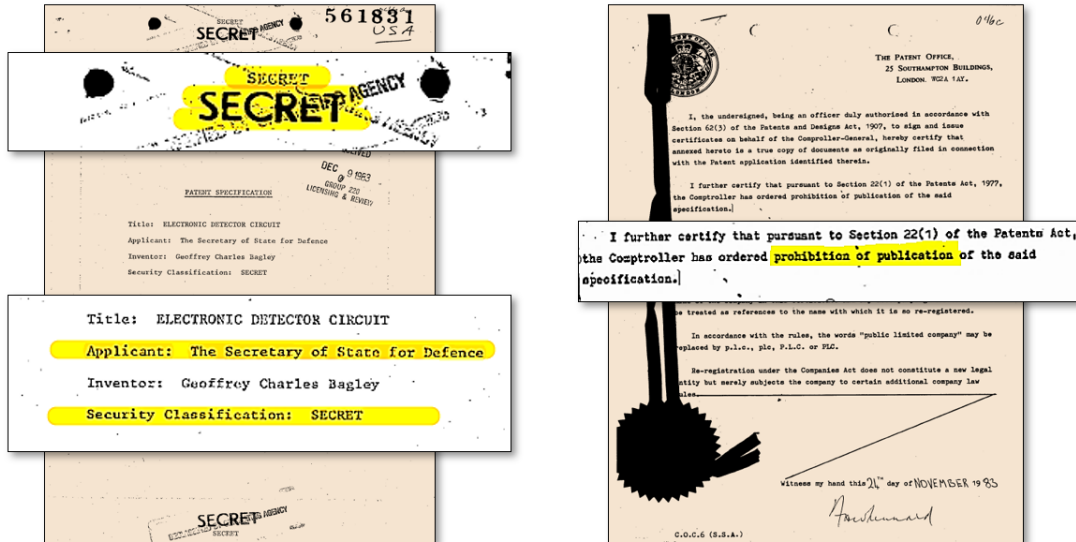 561831
USA
SECRET
SECRET
SECRET
SECRET
AGENCY
DEC 9 1983
GROUP 220
LICENSING & REVIEW
PATENT SPECIFICATION
Title: ELECTRONIC DETECTOR CIRCUIT
Applicant: The Secretary of State for Defence
Inventor: Geoffrey Charles Bagley
Security Classification: SECRET
Title: ELECTRONIC DETECTOR CIRCUIT
Applicant: The Secretary of State for Defence
Inventor: Geoffrey Charles Bagley
Security Classification: SECRET
SECRET
AGENCY
SECRET
THE PATENT OFFICE,
25 SOUTHAMPTON BUILDINGS,
LONDON. WC2A 1AY.
I, the undersigned, being an officer duly authorised in accordance with
Section 62(3) of the Patents and Designs Act, 1907, to sign and issue
certificates on behalf of the Comptroller-General, hereby certify that
annexed hereto is a true copy of documents as originally filed in connection
with the Patent application identified therein.
I further certify that pursuant to Section 22(1) of the Patents Act, 1977,
the Comptroller has ordered prohibition of publication of the said
specification.
I further certify that pursuant to Section 22(1) of the Patents Act,
the Comptroller has ordered prohibition of publication of the said
specification.
be treated as references to the name with which it is so re-registered.
In accordance with the rules, the words "public limited company" may be
replaced by p.l.c., plc, P.L.C. or PLC.
Re-registration under the Companies Act does not constitute a new legal
entity but merely subjects the company to certain additional company law
rules.
Witness my hand this 24th day of NOVEMBER 1983
C.O.C.6 (S.S.A.)